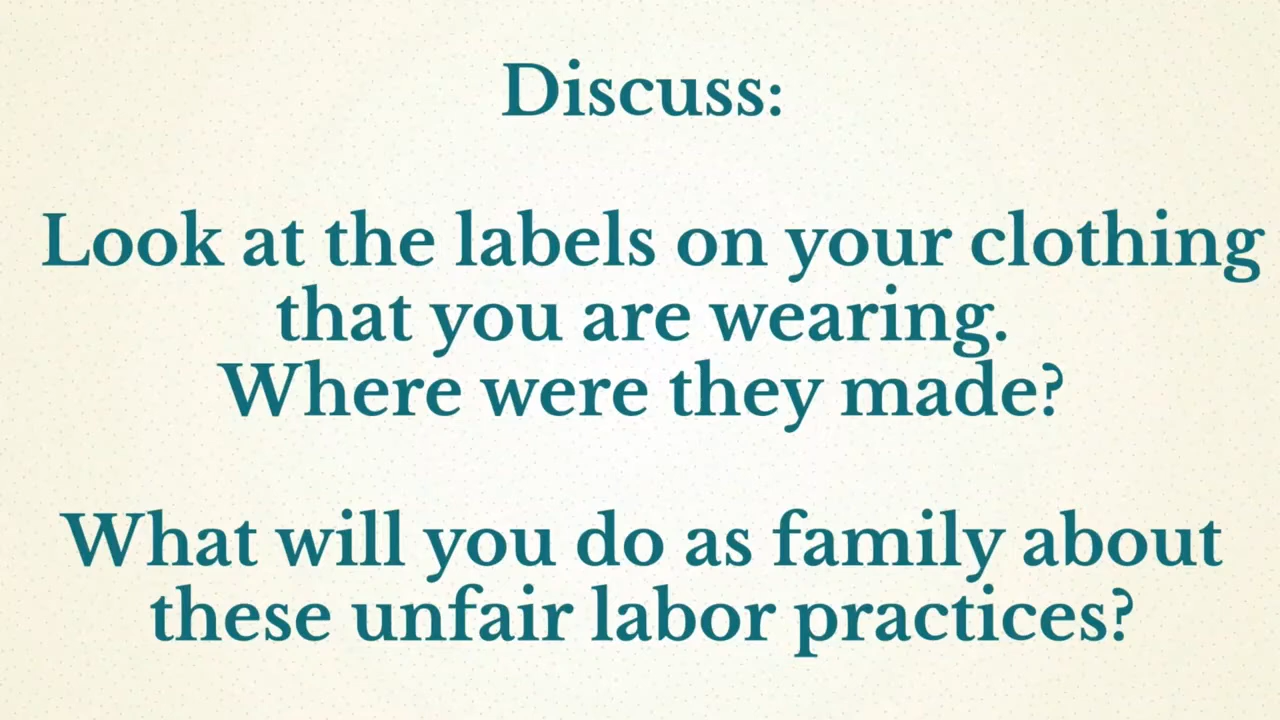 Discuss:
Look at the labels on your clothing
that you are wearing.
Where were they made?
What will you do as family about
these unfair labor practices?